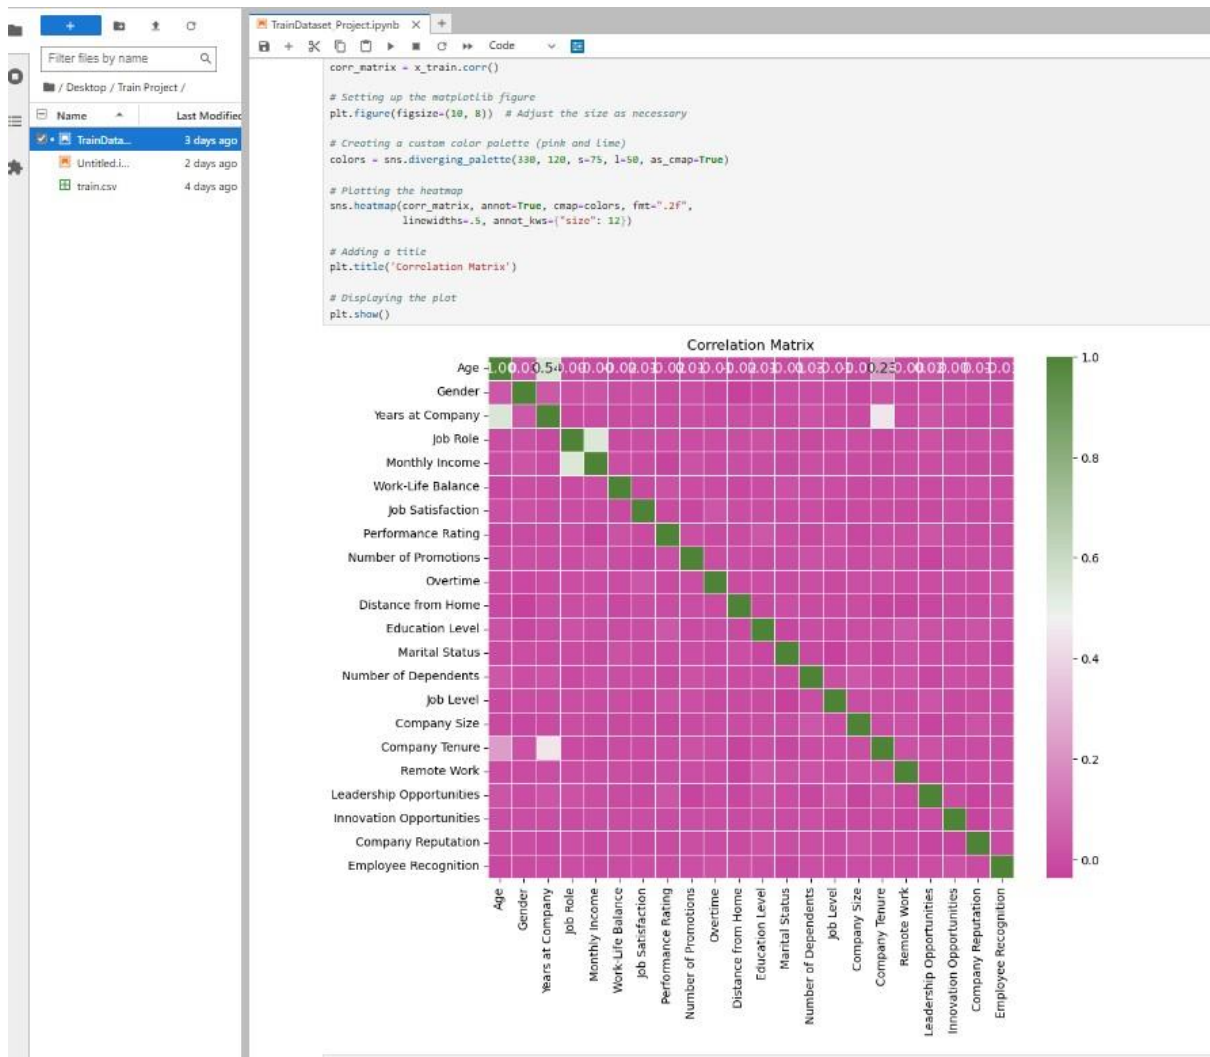 TrainDataset_Project.ipynb
Filter files by name
Code
/ Desktop / Train Project /
Name
Last Modified
TrainData...
3 days ago
Untitled.i...
2 days ago
train.csv
4 days ago
corr_matrix = x_train.corr()
# Setting up the matplotlib figure
plt.figure(figsize=(10, 8))  # Adjust the size as necessary
# Creating a custom color palette (pink and lime)
colors = sns.diverging_palette(330, 120, s=75, l=50, as_cmap=True)
# Plotting the heatmap
sns.heatmap(corr_matrix, annot=True, cmap=colors, fmt=".2f",
linewidths=.5, annot_kws={"size": 12})
# Adding a title
plt.title('Correlation Matrix')
# Displaying the plot
plt.show()
Correlation Matrix
Age
Gender
Years at Company
Job Role
Monthly Income
Work-Life Balance
Job Satisfaction
Performance Rating
Number of Promotions
Overtime
Distance from Home
Education Level
Marital Status
Number of Dependents
Job Level
Company Size
Company Tenure
Remote Work
Leadership Opportunities
Innovation Opportunities
Company Reputation
Employee Recognition
1.0
0.8
0.6
0.4
0.2
0.0
Age
Gender
Years at Company
Job Role
Monthly Income
Work-Life Balance
Job Satisfaction
Performance Rating
Number of Promotions
Overtime
Distance from Home
Education Level
Marital Status
Number of Dependents
Job Level
Company Size
Company Tenure
Remote Work
Leadership Opportunities
Innovation Opportunities
Company Reputation
Employee Recognition